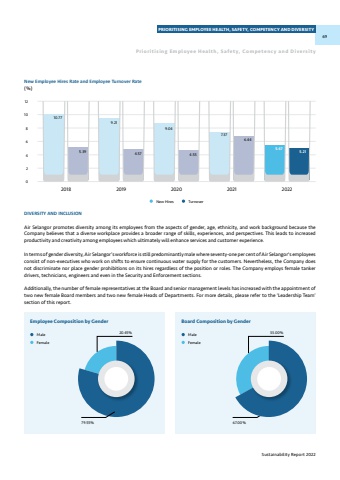 PRIORITISING EMPLOYEE HEALTH, SAFETY, COMPETENCY AND DIVERSITY
69
Prioritising Employee Health, Safety, Competency and Diversity
New Employee Hires Rate and Employee Turnover Rate
(%)
12
10
8
6
4
2
0
10.17
5.39
9.21
4.97
9.04
4.86
7.57
6.93
5.21
2018
2019
2020
2021
2022
New Hires
Turnover
DIVERSITY AND INCLUSION
Air Selangor promotes diversity among its employees from the aspects of gender, age, ethnicity, and work background because the
Company believes that a diverse workplace provides a broader range of skills, experiences, and perspectives. This leads to increased
productivity and creativity among employees which ultimately will enhance services and customer experience.
In terms of gender diversity, Air Selangor's workforce is still predominantly male where seventy-one percent of Air Selangor's employees
consist of non-executives who work on shifts to ensure continuous water supply for the customers. Nevertheless, the Company does
not discriminate nor place gender prohibitions on its hires regardless of the position or roles. The Company employs female tanker
drivers, technicians, engineers and even in the Security and Enforcement sections.
Additionally, the number of female representatives at the Board and senior management levels has increased with the appointment of
two new female Board members and two new female Heads of Departments. For more details, please refer to the 'Leadership Team'
section of this report.
Employee Composition by Gender
Male
Female
20.45%
79.55%
Board Composition by Gender
Male
Female
33.00%
67.00%
Sustainability Report 2022